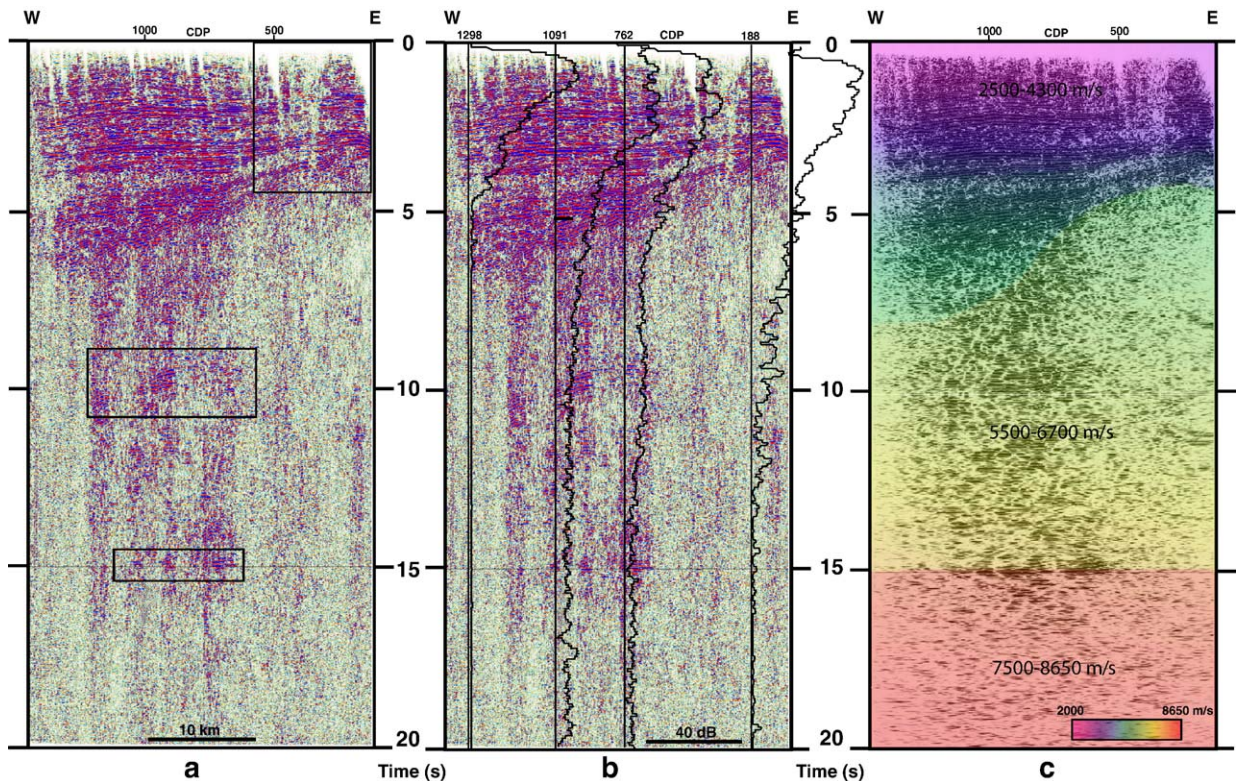 W E
1000 CDP 500
W E
1298 1091 762 CDP 188
W E
1000 CDP 500
0 0
5 5
10 10
15 15
20 20
2500-4300 m/s
5500-6700 m/s
7500-8650 m/s
2000 8650 m/s
10 km
40 dB
a Time (s) b Time (s) c